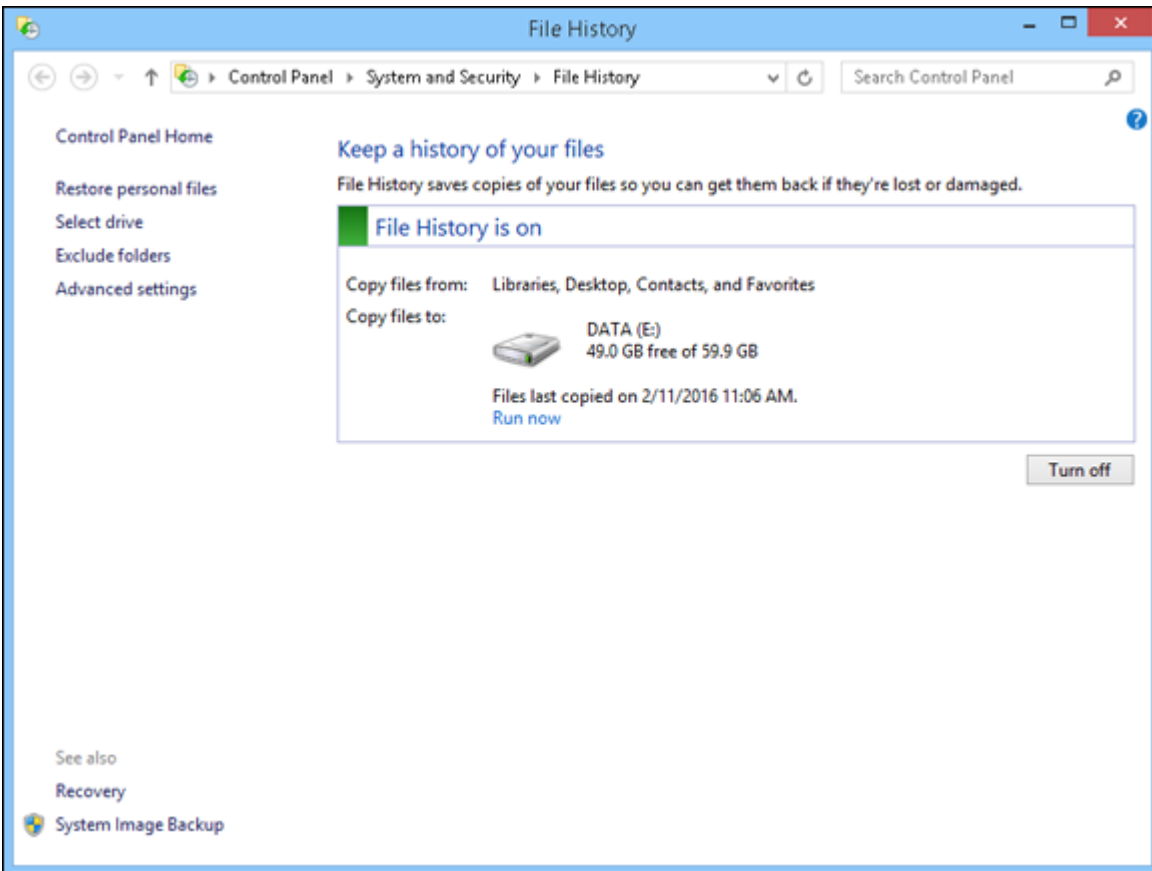 File History
Control Panel ▸ System and Security ▸ File History
Search Control Panel
Control Panel Home
Restore personal files
Select drive
Exclude folders
Advanced settings
Keep a history of your files
File History saves copies of your files so you can get them back if they're lost or damaged.
File History is on
Copy files from: Libraries, Desktop, Contacts, and Favorites
Copy files to:
DATA (E:)
49.0 GB free of 59.9 GB
Files last copied on 2/11/2016 11:06 AM.
Run now
Turn off
See also
Recovery
System Image Backup